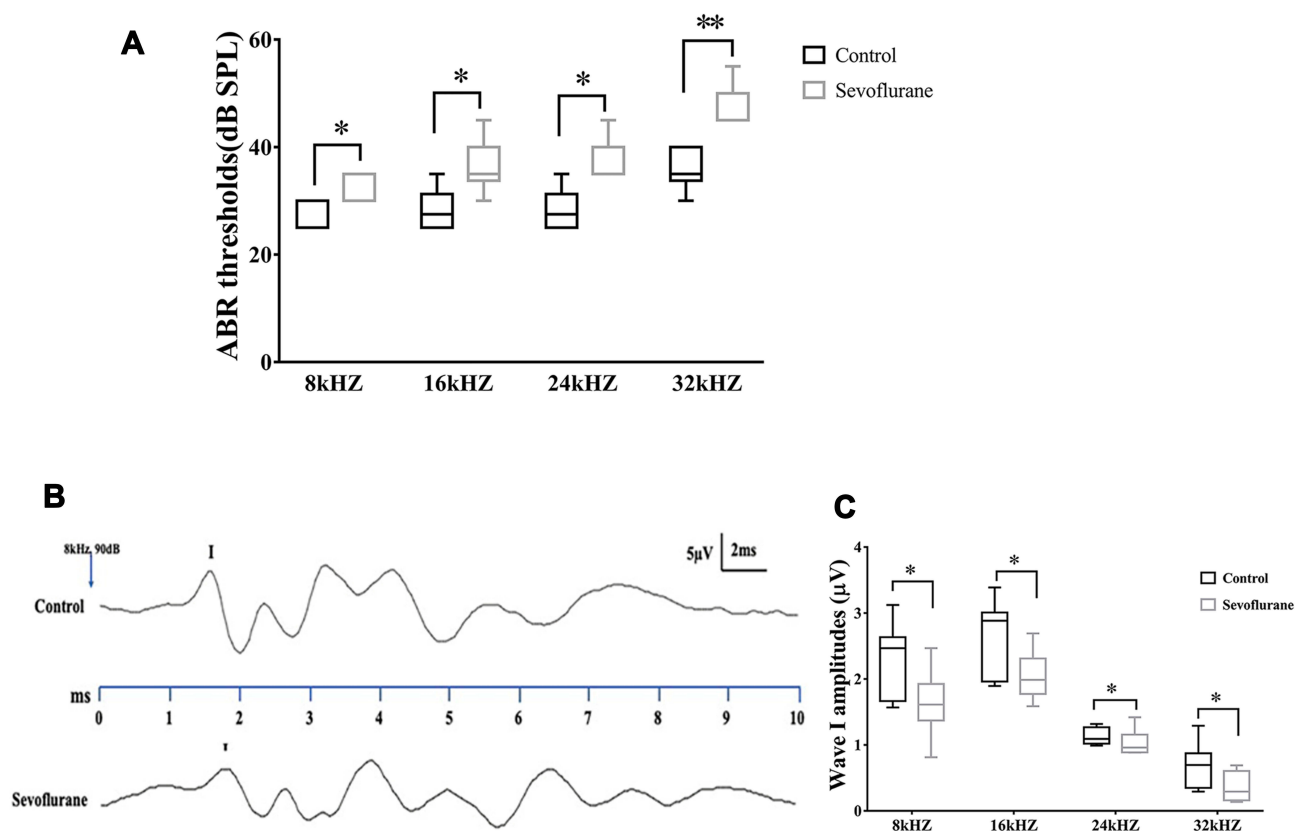 A
ABR thresholds(dB SPL)
60
40
20
0
*
*
*
**
Control
Sevoflurane
8kHZ
16kHZ
24kHZ
32kHZ
B
8kHz, 90dB
I
5μV
2ms
Control
ms
0 1 2 3 4 5 6 7 8 9 10
I
Sevoflurane
C
Wave I amplitudes (μV)
4
3
2
1
0
*
*
*
*
Control
Sevoflurane
8kHZ
16kHZ
24kHZ
32kHZ